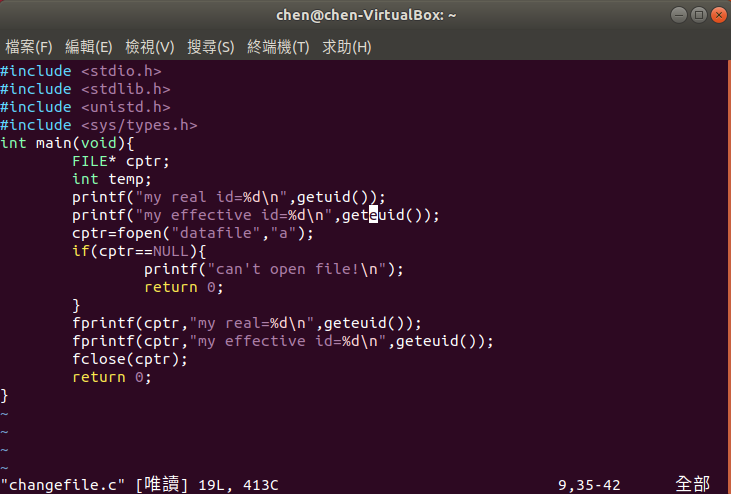 chen@chen-VirtualBox: ~
檔案(F) 編輯(E) 檢視(V) 搜尋(S) 終端機(T) 求助(H)
#include <stdio.h>
#include <stdlib.h>
#include <unistd.h>
#include <sys/types.h>
int main(void){
        FILE* cptr;
        int temp;
        printf("my real id=%d\n",getuid());
        printf("my effective id=%d\n",geteuid());
        cptr=fopen("datafile","a");
        if(cptr==NULL){
                printf("can't open file!\n");
                return 0;
        }
        fprintf(cptr,"my real=%d\n",geteuid());
        fprintf(cptr,"my effective id=%d\n",geteuid());
        fclose(cptr);
        return 0;
}
~
~
~
~
"changefile.c" [唯讀] 19L, 413C 9,35-42 全部